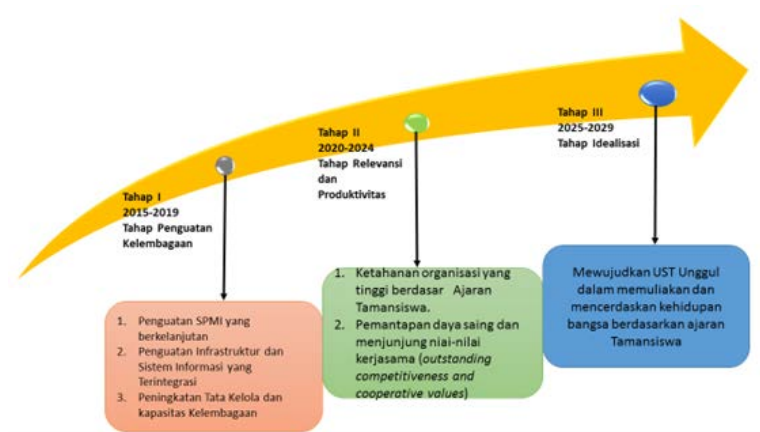 Tahap I
2015-2019
Tahap Penguatan
Kelembagaan
Tahap II
2020-2024
Tahap Relevansi
dan
Produktivitas
Tahap III
2025-2029
Tahap Idealisasi
1. Penguatan SPMI yang
berkelanjutan
2. Penguatan Infrastruktur dan
Sistem Informasi yang
Terintegrasi
3. Peningkatan Tata Kelola dan
kapasitas Kelembagaan
1. Ketahanan organisasi yang
tinggi berdasar Ajaran
Tamansiswa.
2. Pemantapan daya saing dan
menjunjung niai-nilai
kerjasama (outstanding
competitiveness and
cooperative values)
Mewujudkan UST Unggul
dalam memuliakan dan
mencerdaskan kehidupan
bangsa berdasarkan ajaran
Tamansiswa